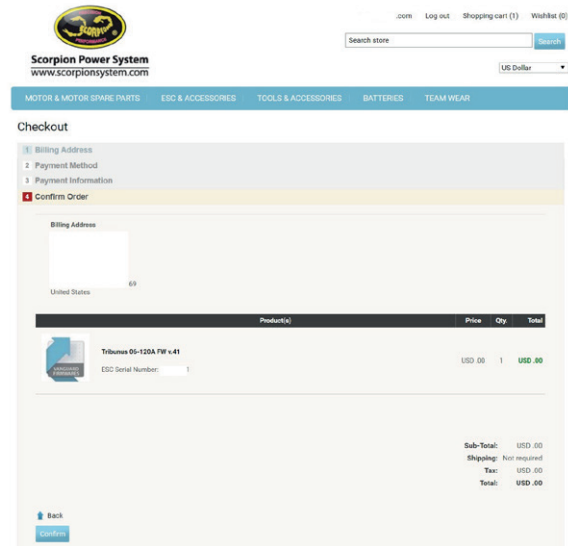 .com Log out Shopping cart (1) Wishlist (0)
SCORPION
Search store Search
Scorpion Power System
www.scorpionsystem.com
US Dollar
MOTOR & MOTOR SPARE PARTS ESC & ACCESSORIES TOOLS & ACCESSORIES BATTERIES TEAM WEAR
Checkout
1 Billing Address
2 Payment Method
3 Payment Information
4 Confirm Order
Billing Address
69
United States
Product(s) Price Qty. Total
Tribunus 06-120A FW v.41 USD .00 1 USD .00
ESC Serial Number: 1
VANGUARD
FIRMWARES
Sub-Total: USD .00
Shipping: Not required
Tax: USD .00
Total: USD .00
Back
Confirm